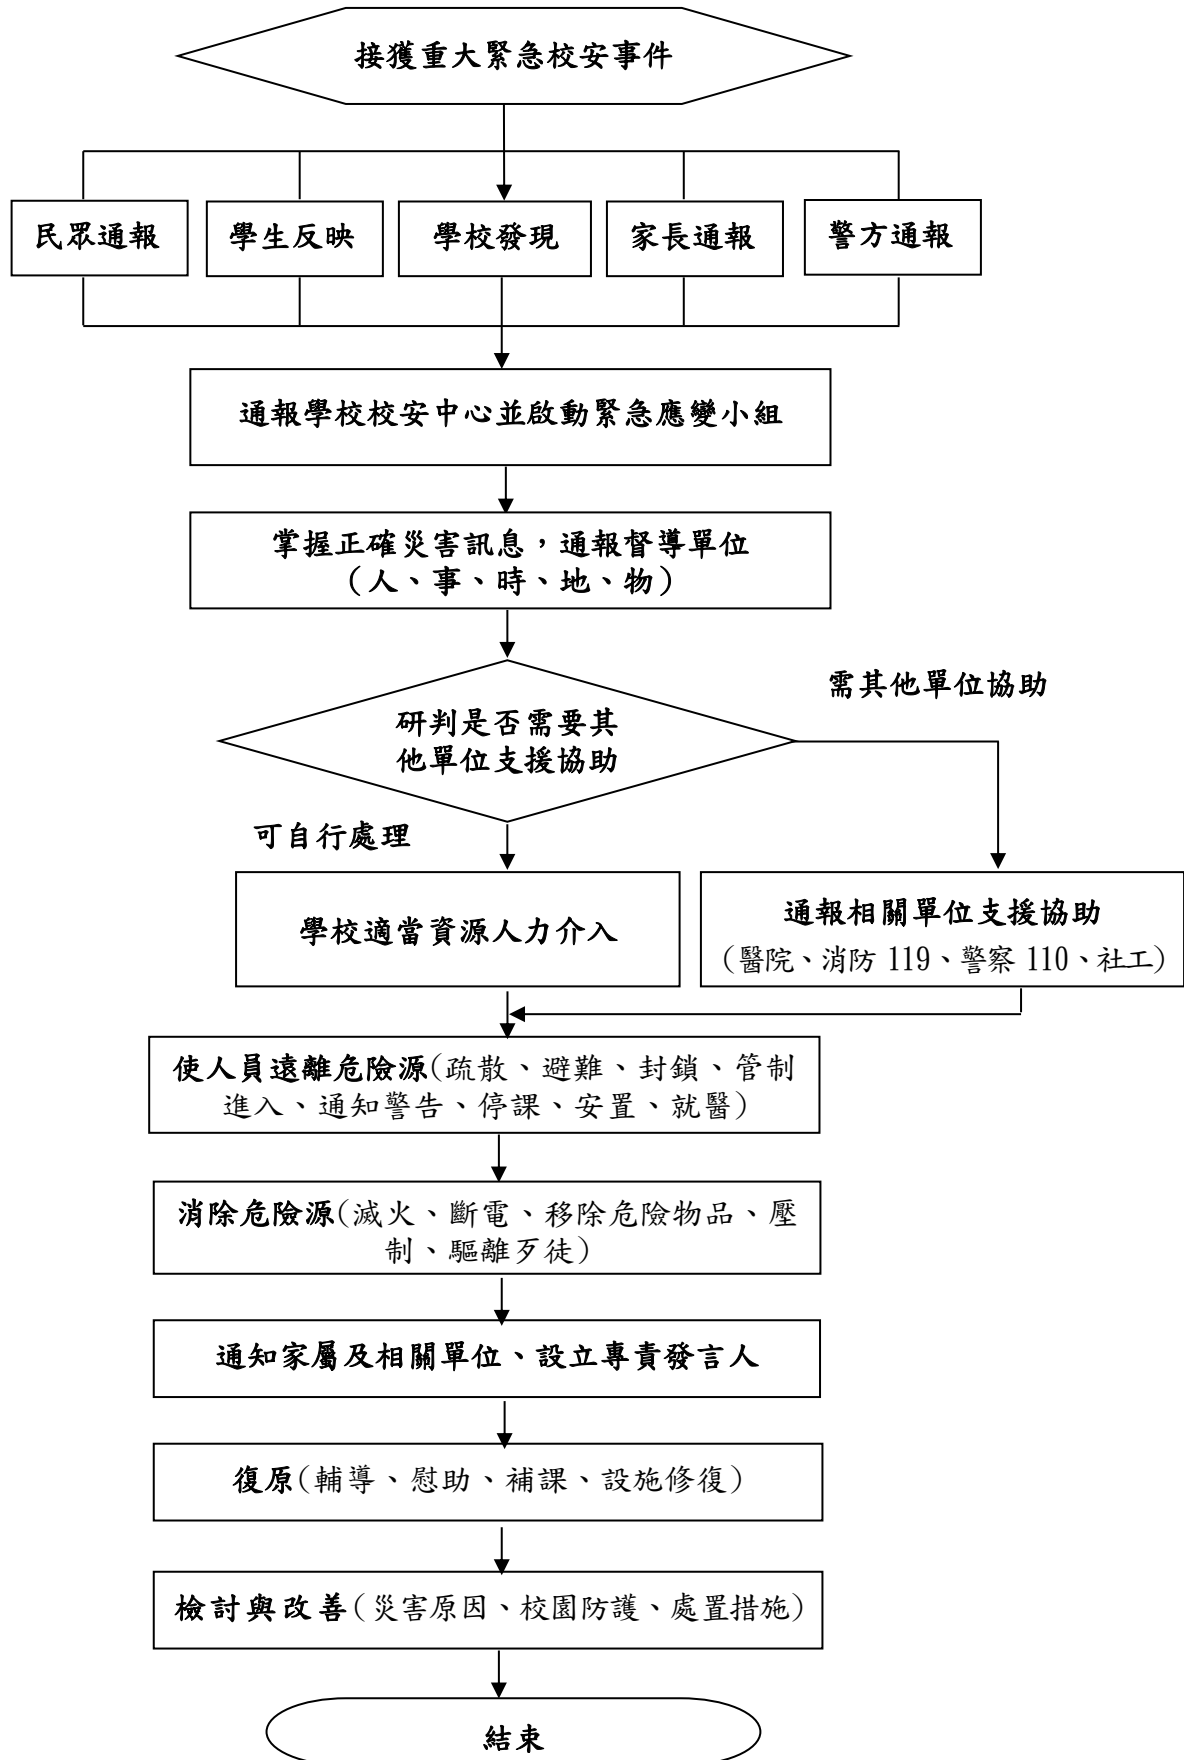 接獲重大緊急校安事件
民眾通報
學生反映
學校發現
家長通報
警方通報
通報學校校安中心並啟動緊急應變小組
掌握正確災害訊息，通報督導單位
（人、事、時、地、物）
需其他單位協助
研判是否需要其
他單位支援協助
可自行處理
學校適當資源人力介入
通報相關單位支援協助
（醫院、消防 119、警察 110、社工）
使人員遠離危險源(疏散、避難、封鎖、管制
進入、通知警告、停課、安置、就醫)
消除危險源(滅火、斷電、移除危險物品、壓
制、驅離歹徒)
通知家屬及相關單位、設立專責發言人
復原(輔導、慰助、補課、設施修復)
檢討與改善(災害原因、校園防護、處置措施)
結束